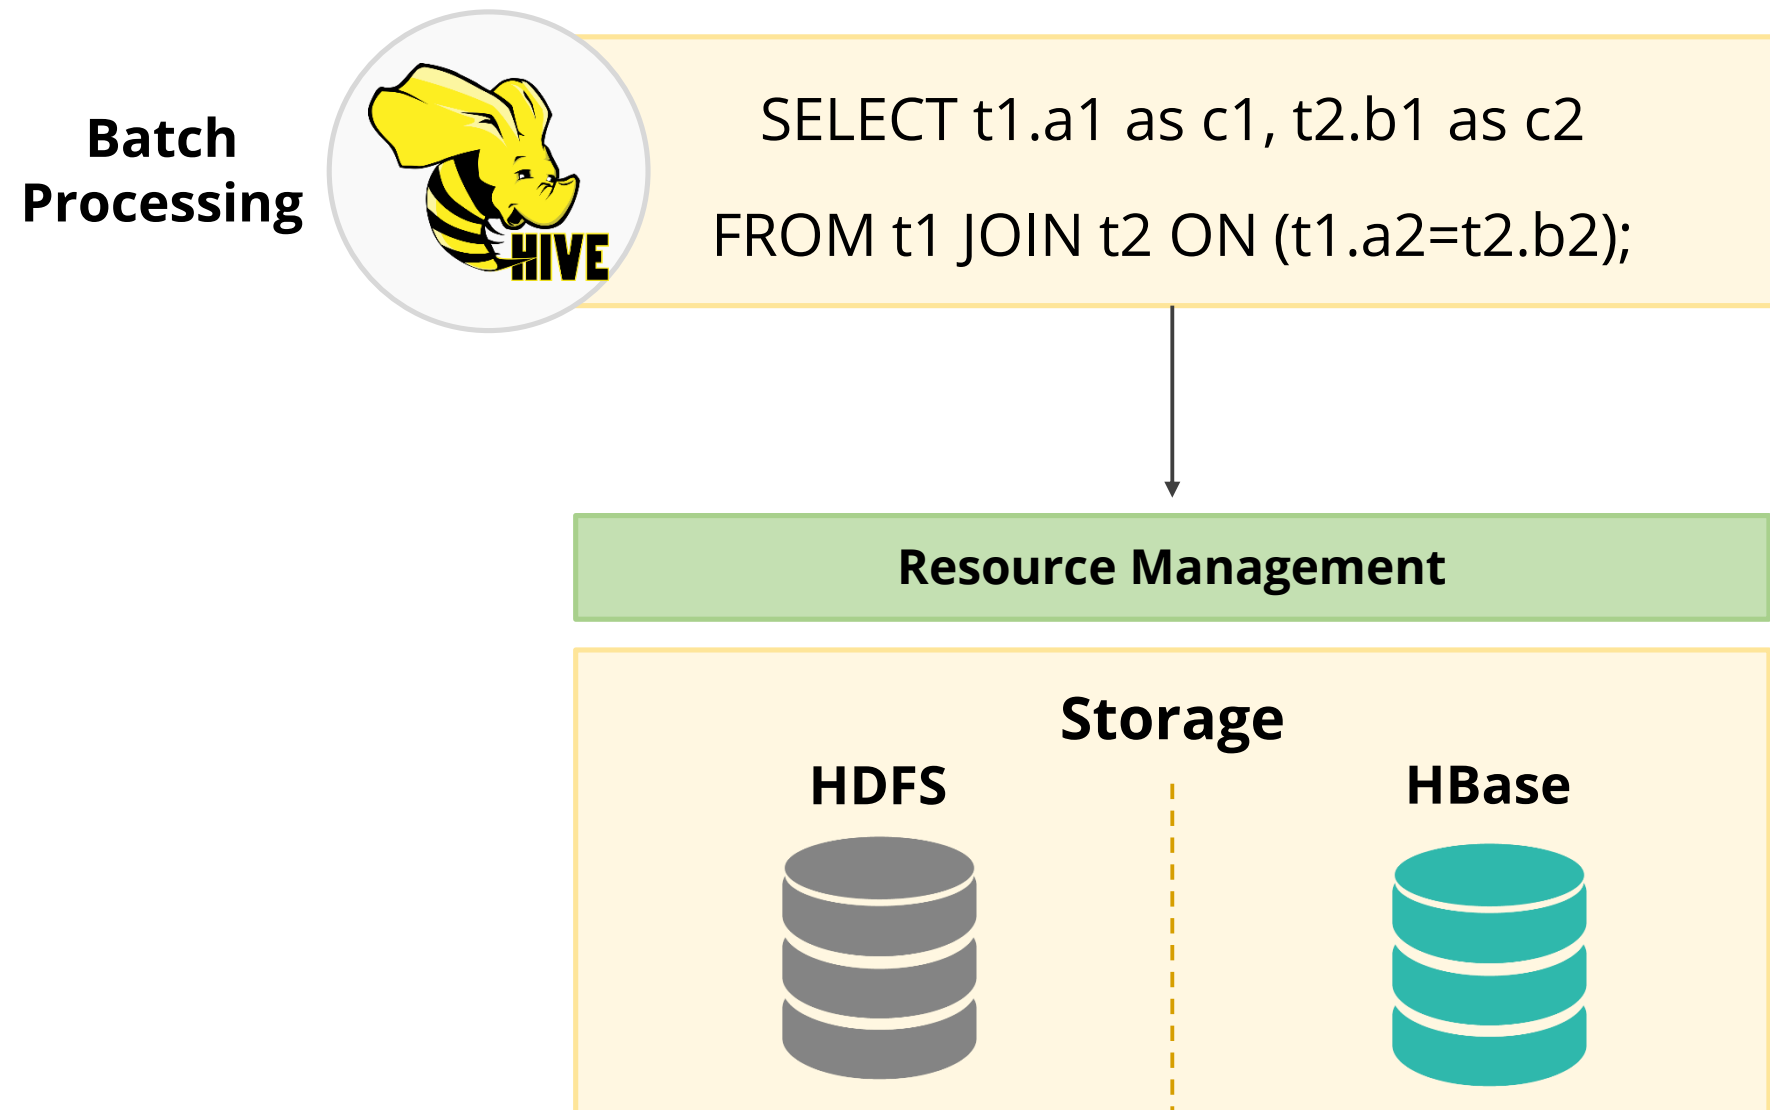 Batch
Processing
HIVE
SELECT t1.a1 as c1, t2.b1 as c2
FROM t1 JOIN t2 ON (t1.a2=t2.b2);
Resource Management
Storage
HDFS
HBase